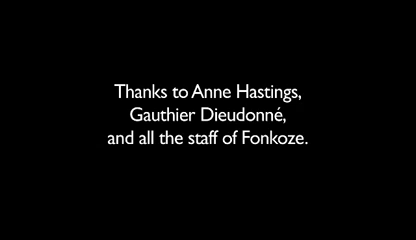 Thanks to Anne Hastings,
Gauthier Dieudonné,
and all the staff of Fonkoze.